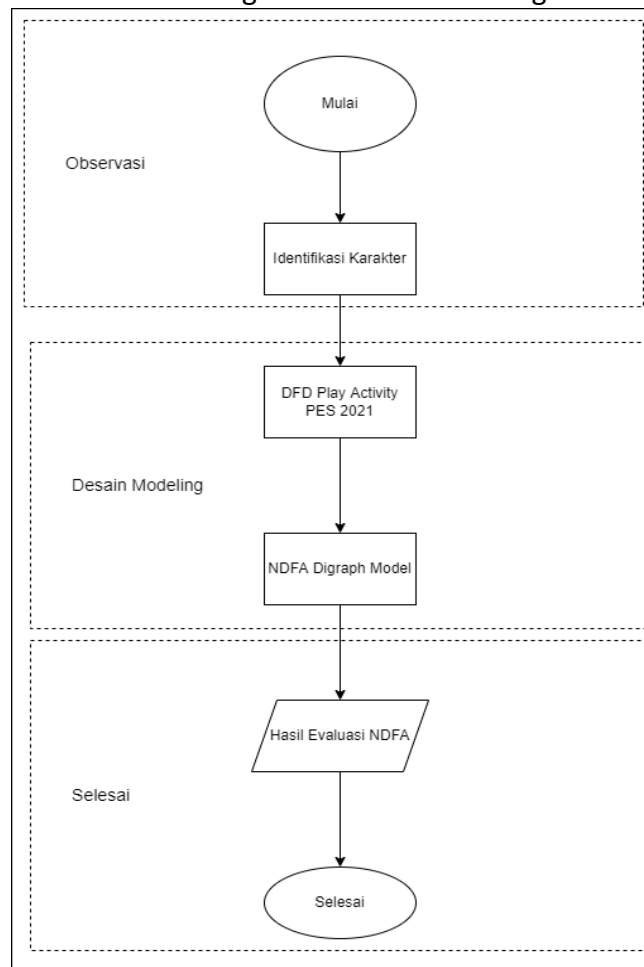 Mulai
Observasi
Identifikasi Karakter
DFD Play Activity
PES 2021
Desain Modeling
NDFA Digraph Model
Hasil Evaluasi NDFA
Selesai
Selesai